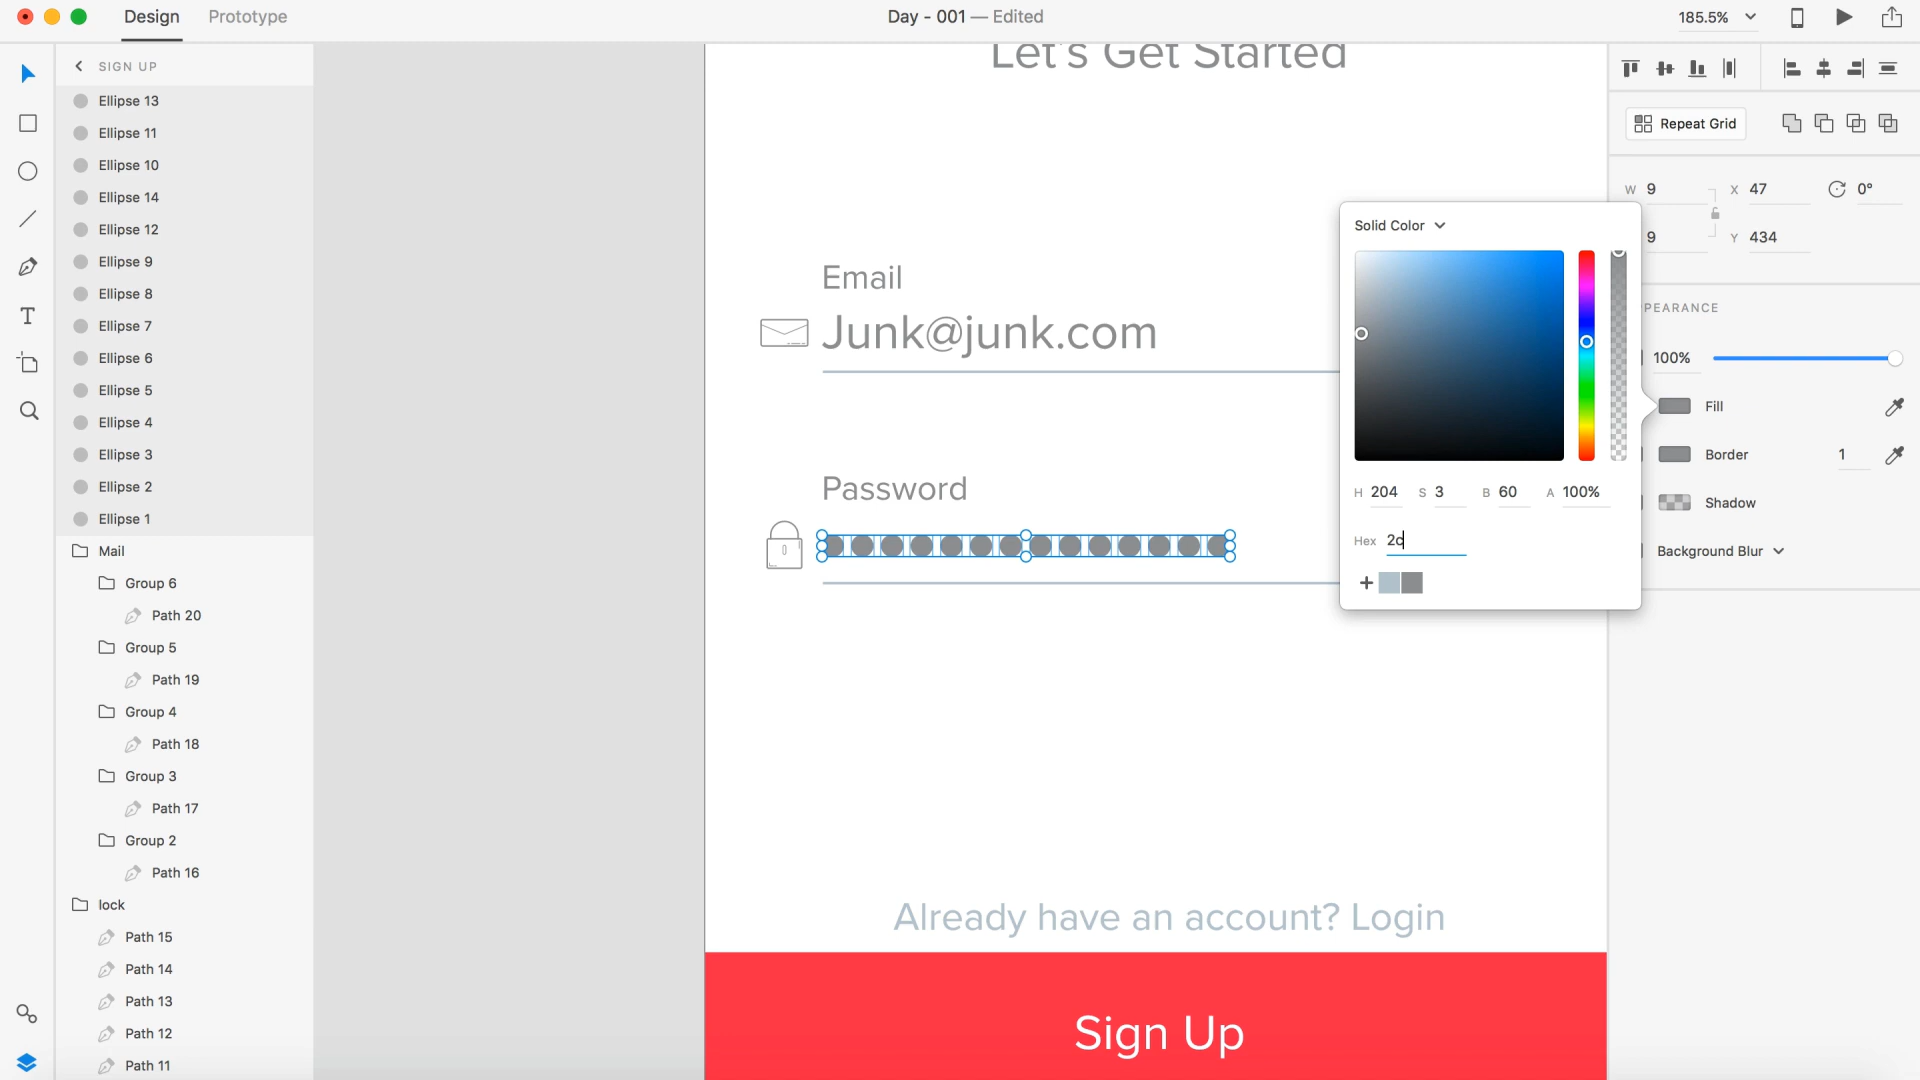 Design Prototype Day - 001 — Edited 185.5%
SIGN UP
Ellipse 13
Ellipse 11
Ellipse 10
Ellipse 14
Ellipse 12
Ellipse 9
Ellipse 8
Ellipse 7
Ellipse 6
Ellipse 5
Ellipse 4
Ellipse 3
Ellipse 2
Ellipse 1
Mail
Group 6
Path 20
Group 5
Path 19
Group 4
Path 18
Group 3
Path 17
Group 2
Path 16
lock
Path 15
Path 14
Path 13
Path 12
Path 11
Let's Get Started
Email
Junk@junk.com
Password
Already have an account? Login
Sign Up
Solid Color
H 204 S 3 B 60 A 100%
Hex 2c
Repeat Grid
W 9 X 47 0°
9 Y 434
PEARANCE
100%
Fill
Border 1
Shadow
Background Blur